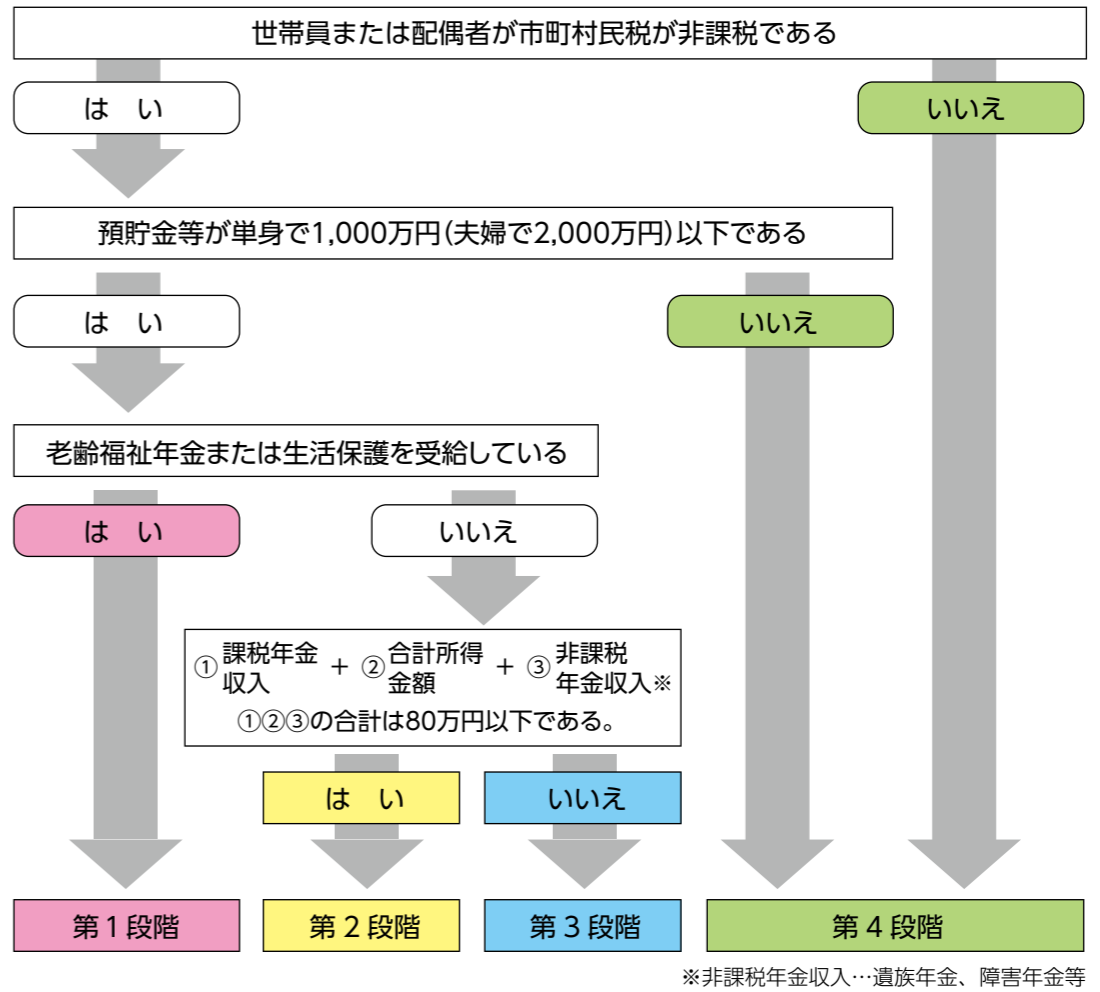 世帯員または配偶者が市町村民税が非課税である
は い
いいえ
預貯金等が単身で1,000万円(夫婦で2,000万円)以下である
は い
いいえ
老齢福祉年金または生活保護を受給している
は い
いいえ
①課税年金収入 + ②合計所得金額 + ③非課税年金収入※
①②③の合計は80万円以下である。
は い
いいえ
第1段階
第2段階
第3段階
第4段階
※非課税年金収入…遺族年金、障害年金等